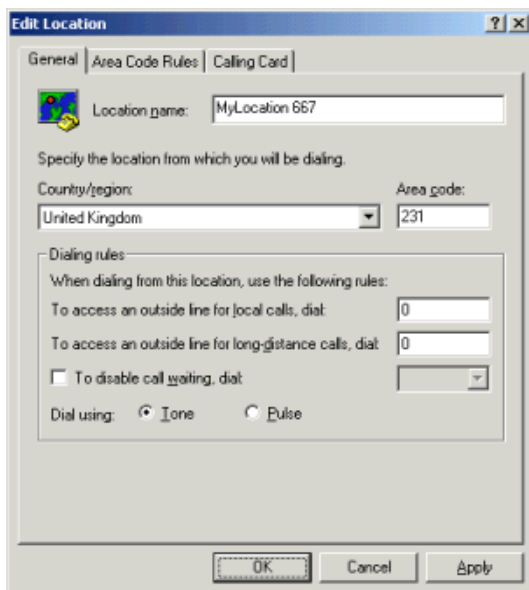 Edit Location
General Area Code Rules Calling Card
Location name: MyLocation 667
Specify the location from which you will be dialing.
Country/region: Area code:
United Kingdom 231
Dialing rules
When dialing from this location, use the following rules:
To access an outside line for local calls, dial: 0
To access an outside line for long-distance calls, dial: 0
To disable call waiting, dial:
Dial using: Tone Pulse
OK Cancel Apply